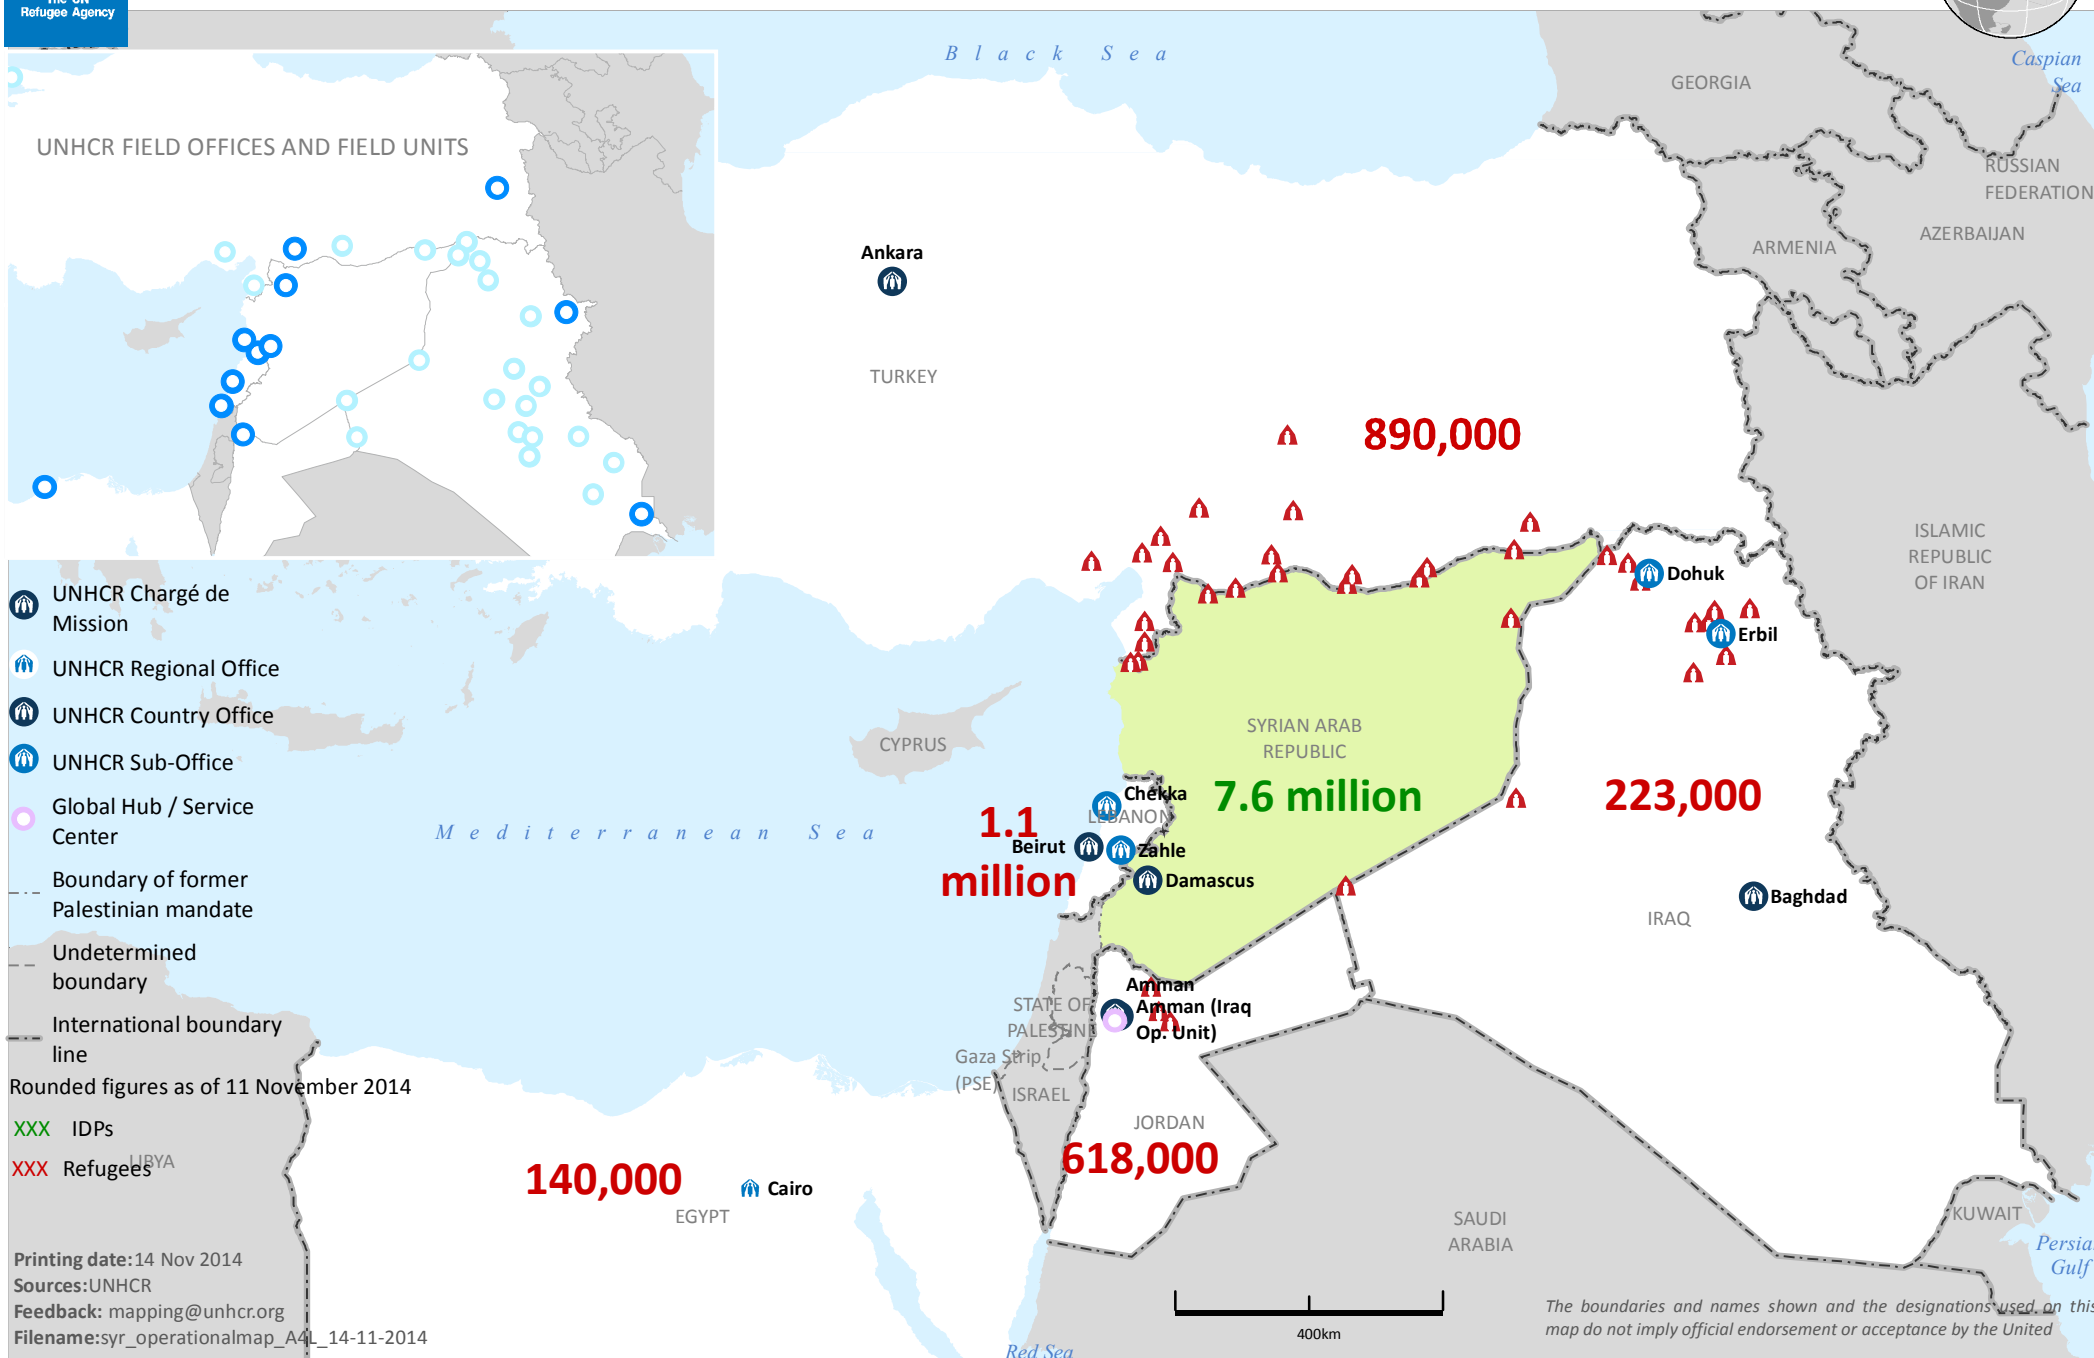 The UN
Refugee Agency
Black Sea
Caspian
Sea
GEORGIA
UNHCR FIELD OFFICES AND FIELD UNITS
RUSSIAN
FEDERATION
ARMENIA
AZERBAIJAN
Ankara
TURKEY
890,000
ISLAMIC
REPUBLIC
OF IRAN
Dohuk
Erbil
UNHCR Chargé de
Mission
UNHCR Regional Office
UNHCR Country Office
UNHCR Sub-Office
Global Hub / Service
Center
Boundary of former
Palestinian mandate
Undetermined
boundary
International boundary
line
Rounded figures as of 11 November 2014
XXX IDPs
XXX Refugees
CYPRUS
SYRIAN ARAB
REPUBLIC
7.6 million
223,000
Chekka
LEBANON
1.1
million
Mediterranean Sea
Beirut
Zahle
Damascus
Baghdad
IRAQ
Amman
Amman (Iraq
Op. Unit)
STATE OF
PALESTINE
Gaza Strip
(PSE)
ISRAEL
JORDAN
618,000
LIBYA
140,000
Cairo
EGYPT
SAUDI
ARABIA
KUWAIT
Persia
Gulf
Printing date:14 Nov 2014
Sources:UNHCR
Feedback: mapping@unhcr.org
Filename:syr_operationalmap_A4L_14-11-2014
400km
Red Sea
The boundaries and names shown and the designations used on this
map do not imply official endorsement or acceptance by the United